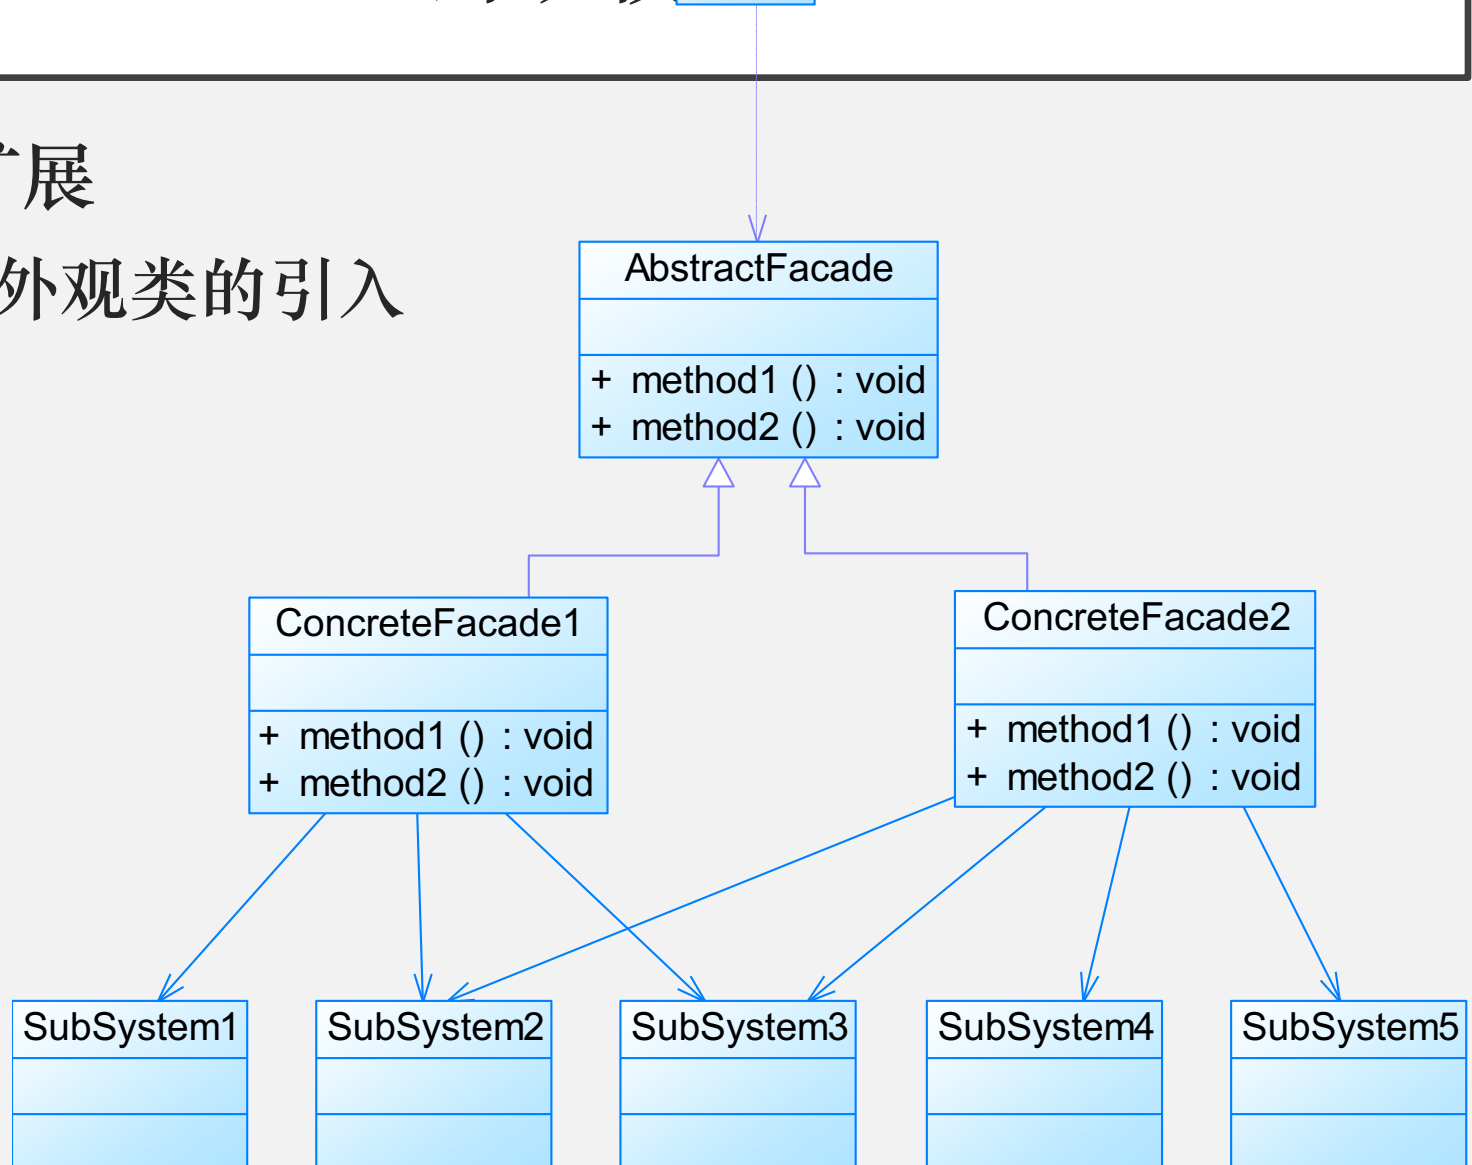 展
外观类的引入
AbstractFacade
+ method1 () : void
+ method2 () : void
ConcreteFacade1
+ method1 () : void
+ method2 () : void
ConcreteFacade2
+ method1 () : void
+ method2 () : void
SubSystem1
SubSystem2
SubSystem3
SubSystem4
SubSystem5